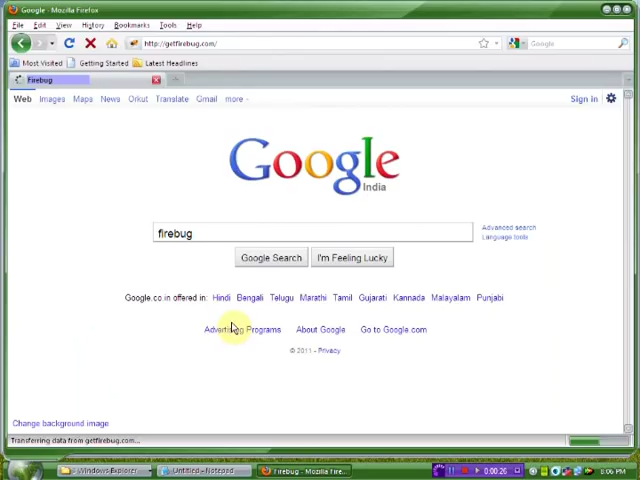 Google - Mozilla Firefox
File Edit View History Bookmarks Tools Help
http://getfirebug.com/
Google
Most Visited Getting Started Latest Headlines
Firebug
Web Images Maps News Orkut Translate Gmail more
Sign in
Google
India
firebug
Advanced search
Language tools
Google Search I'm Feeling Lucky
Google.co.in offered in: Hindi Bengali Telugu Marathi Tamil Gujarati Kannada Malayalam Punjabi
Advertising Programs About Google Go to Google.com
© 2011 - Privacy
Change background image
Transferring data from getfirebug.com...
Windows Explorer Untitled - Notepad Firebug - Mozilla Fire... 0:00:26 8:06 PM